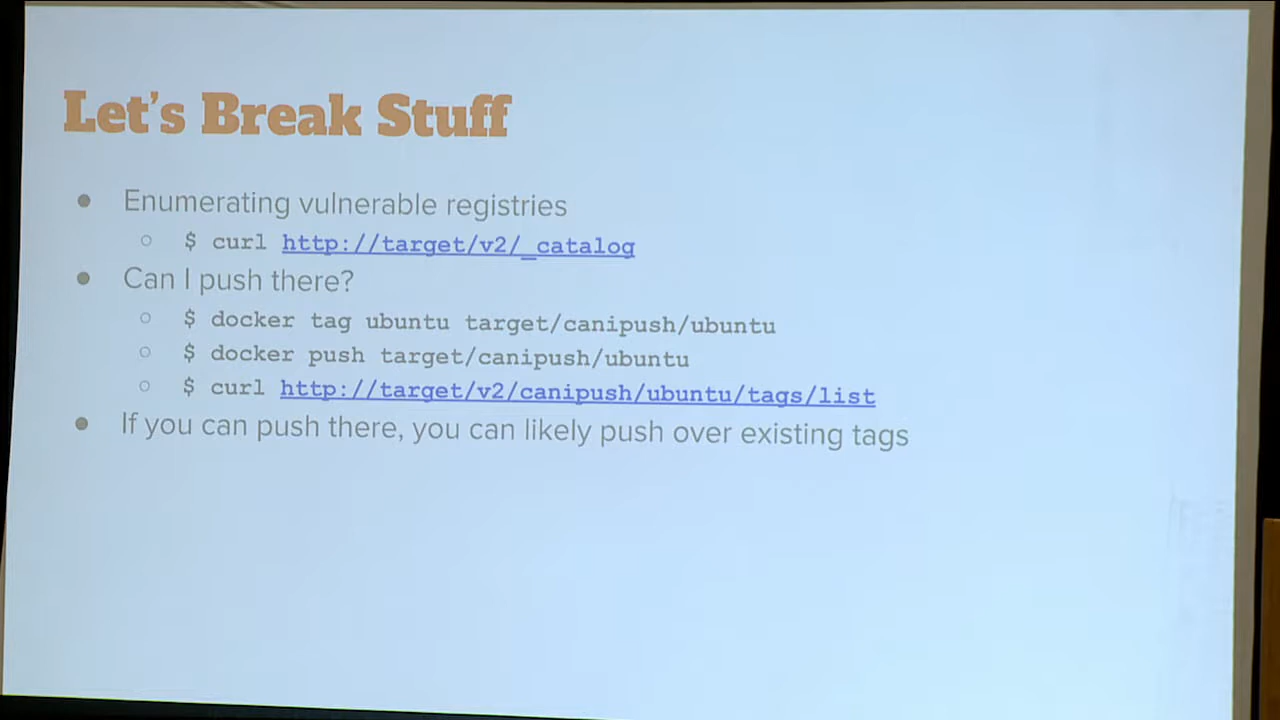 Let's Break Stuff
● Enumerating vulnerable registries
○ $ curl http://target/v2/_catalog
● Can I push there?
○ $ docker tag ubuntu target/canipush/ubuntu
○ $ docker push target/canipush/ubuntu
○ $ curl http://target/v2/canipush/ubuntu/tags/list
● If you can push there, you can likely push over existing tags